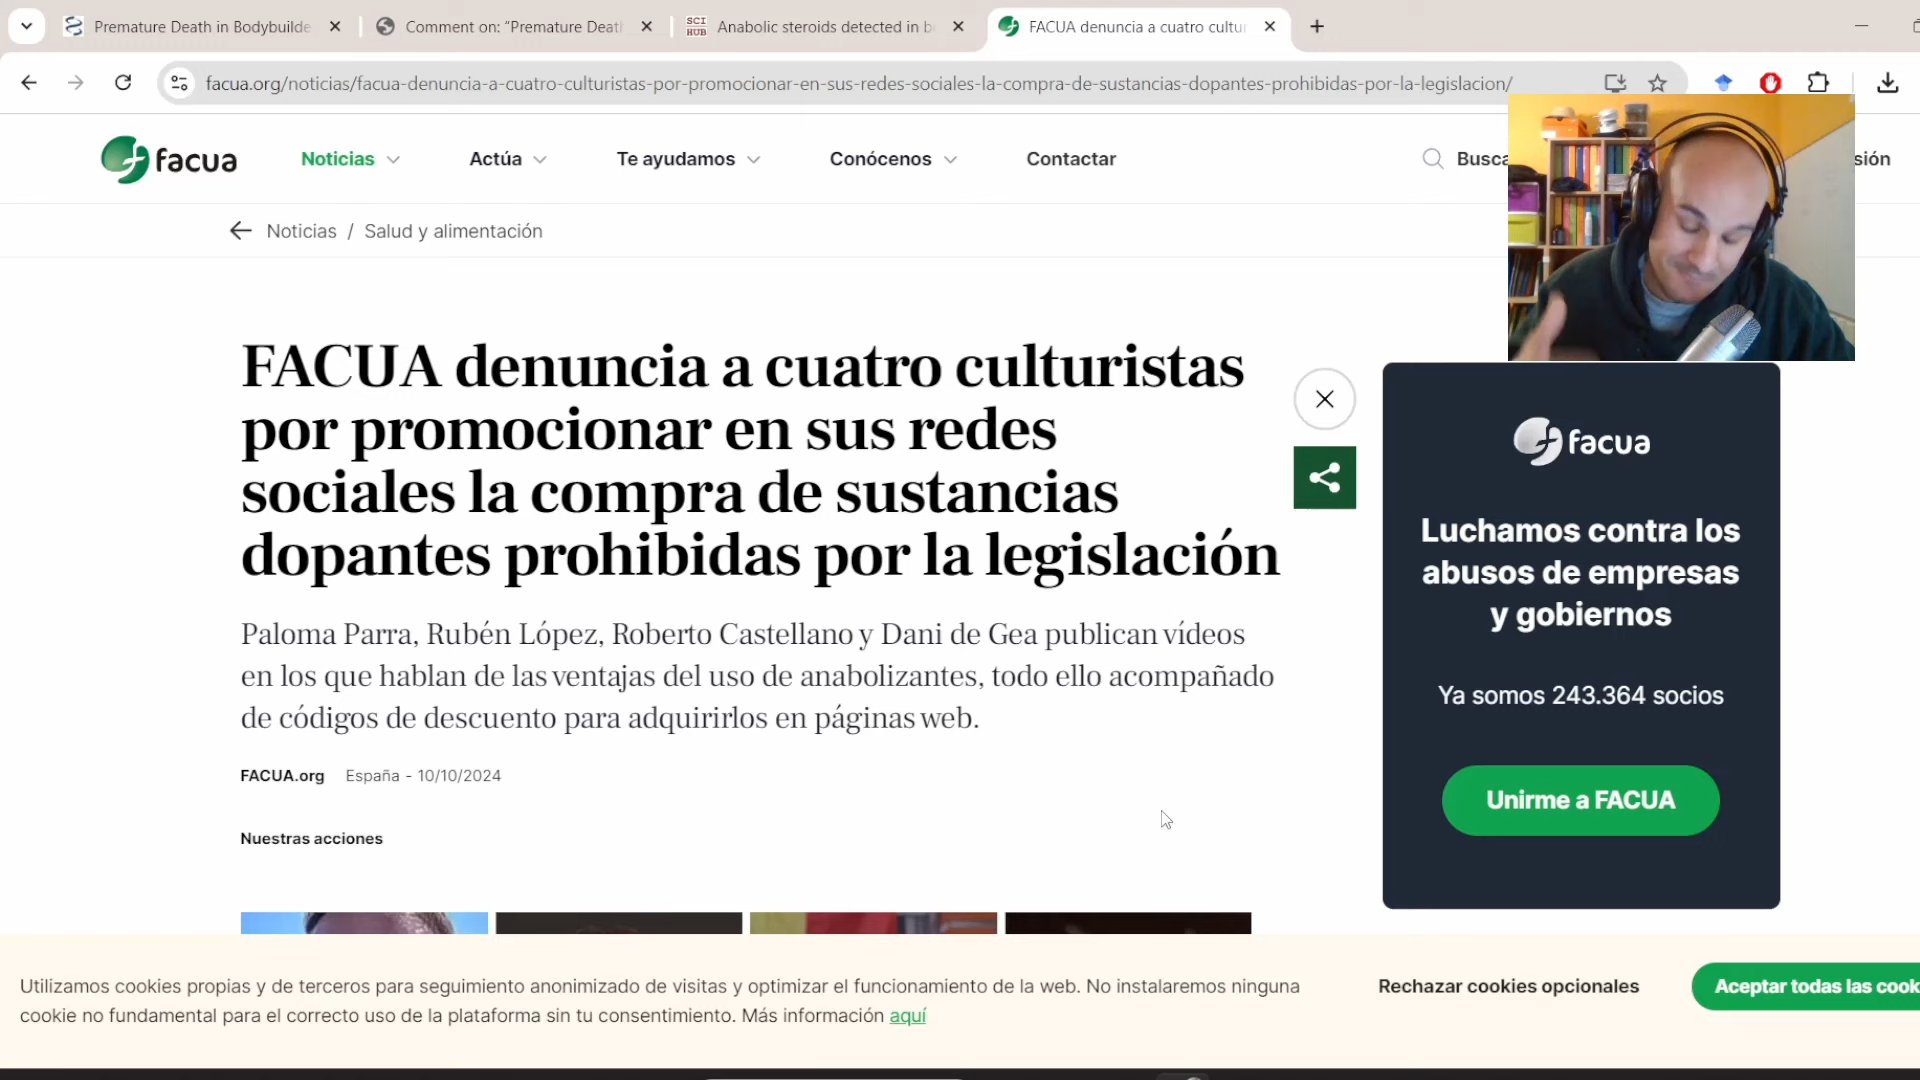 Premature Death in Bodybuilde
Comment on: “Premature Deat
SCI HUB
Anabolic steroids detected in b
FACUA denuncia a cuatro cultur
facua.org/noticias/facua-denuncia-a-cuatro-culturistas-por-promocionar-en-sus-redes-sociales-la-compra-de-sustancias-dopantes-prohibidas-por-la-legislacion/
facua
Noticias
Actúa
Te ayudamos
Conócenos
Contactar
Busca
sión
Noticias / Salud y alimentación
FACUA denuncia a cuatro culturistas
por promocionar en sus redes
sociales la compra de sustancias
dopantes prohibidas por la legislación
Paloma Parra, Rubén López, Roberto Castellano y Dani de Gea publican vídeos
en los que hablan de las ventajas del uso de anabolizantes, todo ello acompañado
de códigos de descuento para adquirirlos en páginas web.
FACUA.org España - 10/10/2024
Nuestras acciones
facua
Luchamos contra los
abusos de empresas
y gobiernos
Ya somos 243.364 socios
Unirme a FACUA
Utilizamos cookies propias y de terceros para seguimiento anonimizado de visitas y optimizar el funcionamiento de la web. No instalaremos ninguna
cookie no fundamental para el correcto uso de la plataforma sin tu consentimiento. Más información aquí
Rechazar cookies opcionales
Aceptar todas las cook